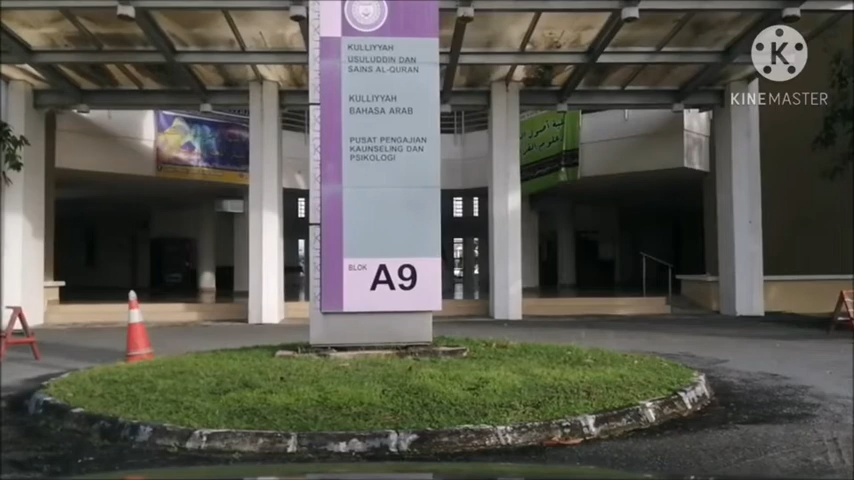 KULLIYYAH
USULUDDIN DAN
SAINS AL-QURAN
KULLIYYAH
BAHASA ARAB
PUSAT PENGAJIAN
KAUNSELING DAN
PSIKOLOGI
BLOK A9
K
KINEMASTER